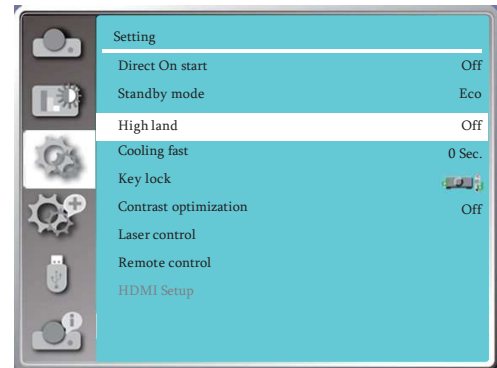 Setting
Direct On start Off
Standby mode Eco
High land Off
Cooling fast 0 Sec.
Key lock
Contrast optimization Off
Laser control
Remote control
HDMI Setup